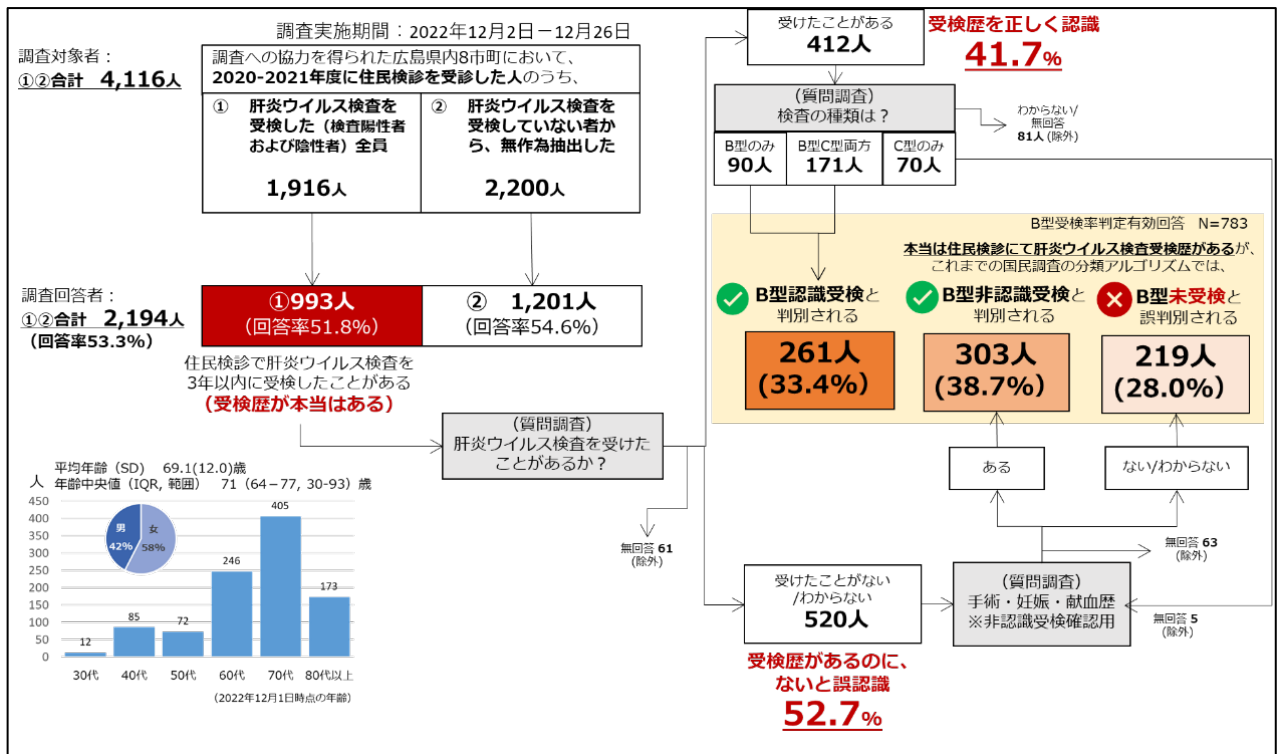 調査実施期間：2022年12月2日－12月26日
調査対象者：
①②合計 4,116人
調査への協力を得られた広島県内8市町において、
2020-2021年度に住民検診を受診した人のうち、
① 肝炎ウイルス検査を
受検した（検査陽性者
および陰性者）全員
1,916人
② 肝炎ウイルス検査を
受検していない者か
ら、無作為抽出した
2,200人
調査回答者：
①②合計 2,194人
(回答率53.3%)
①993人
（回答率51.8%）
② 1,201人
（回答率54.6%）
住民検診で肝炎ウイルス検査を
3年以内に受検したことがある
（受検歴が本当はある）
（質問調査）
肝炎ウイルス検査を受けた
ことがあるか？
無回答 61
(除外)
受けたことがある
412人
受検歴を正しく認識
41.7%
（質問調査）
検査の種類は？
わからない/
無回答
81人(除外)
B型のみ
90人
B型C型両方
171人
C型のみ
70人
B型受検率判定有効回答 N=783
本当は住民検診にて肝炎ウイルス検査受検歴があるが、
これまでの国民調査の分類アルゴリズムでは、
B型認識受検と
判別される
261人
(33.4%)
B型非認識受検と
判別される
303人
(38.7%)
B型未受検と
誤判別される
219人
(28.0%)
ある
ない/わからない
無回答 63
(除外)
受けたことがない
/わからない
520人
（質問調査）
手術・妊娠・献血歴
※非認識受検確認用
無回答 5
(除外)
受検歴があるのに、
ないと誤認識
52.7%
平均年齢（SD） 69.1(12.0)歳
年齢中央値（IQR, 範囲） 71（64－77, 30-93）歳
人
450
400
350
300
250
200
150
100
50
0
男
42%
女
58%
12
85
72
246
405
173
30代
40代
50代
60代
70代
80代以上
（2022年12月1日時点の年齢）